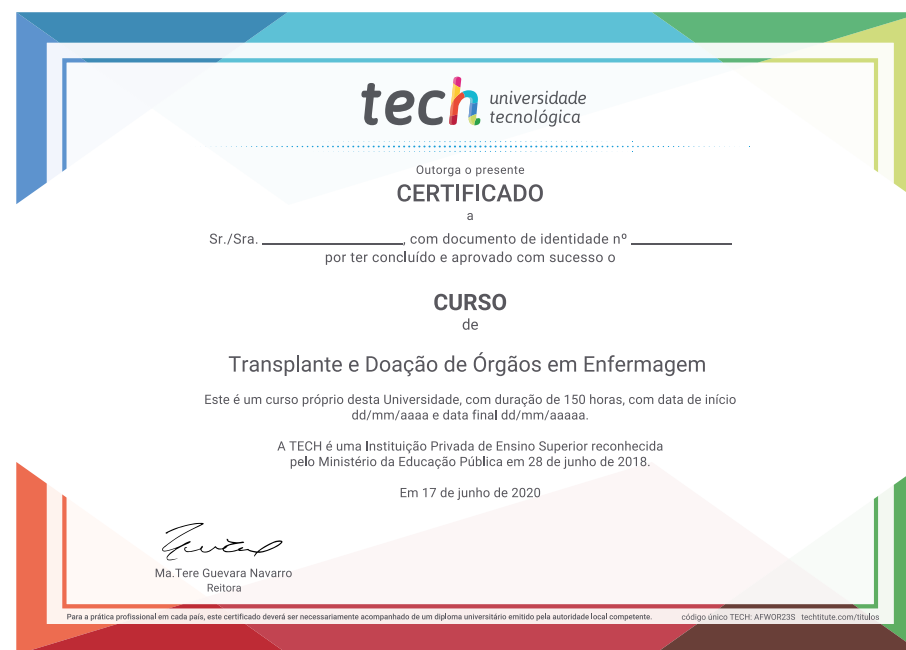 tech universidade
tecnológica
Outorga o presente
CERTIFICADO
a
Sr./Sra. ________________, com documento de identidade nº ____________
por ter concluído e aprovado com sucesso o
CURSO
de
Transplante e Doação de Órgãos em Enfermagem
Este é um curso próprio desta Universidade, com duração de 150 horas, com data de início
dd/mm/aaaa e data final dd/mm/aaaaa.
A TECH é uma Instituição Privada de Ensino Superior reconhecida
pelo Ministério da Educação Pública em 28 de junho de 2018.
Em 17 de junho de 2020
Ma.Tere Guevara Navarro
Reitora
Para a prática profissional em cada país, este certificado deverá ser necessariamente acompanhado de um diploma universitário emitido pela autoridade local competente. código único TECH: AFWOR23S techtitute.com/titulos